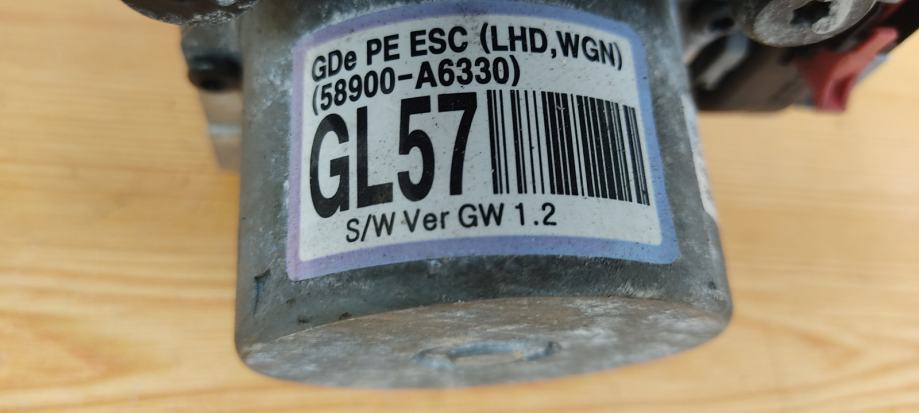 GDe PE ESC (LHD,WGN)
(58900-A6330)
GL57
S/W Ver GW 1.2